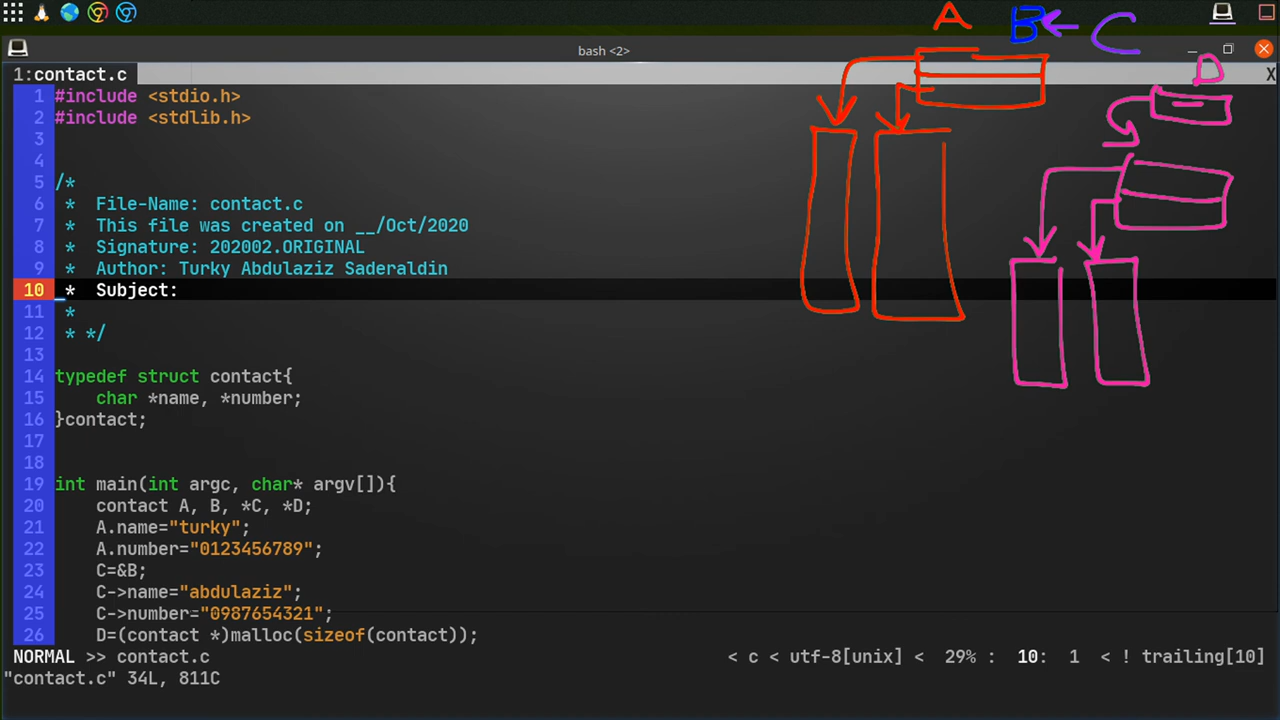 A B C
bash <2>
1:contact.c X
D
1 #include <stdio.h>
2 #include <stdlib.h>
3
4
5 /*
6 * File-Name: contact.c
7 * This file was created on __/Oct/2020
8 * Signature: 202002.ORIGINAL
9 * Author: Turky Abdulaziz Saderaldin
10 * Subject:
11 *
12 * */
13
14 typedef struct contact{
15 char *name, *number;
16 }contact;
17
18
19 int main(int argc, char* argv[]){
20 contact A, B, *C, *D;
21 A.name="turky";
22 A.number="0123456789";
23 C=&B;
24 C->name="abdulaziz";
25 C->number="0987654321";
26 D=(contact *)malloc(sizeof(contact));
NORMAL >> contact.c < c < utf-8[unix] < 29% : 10: 1 < ! trailing[10]
"contact.c" 34L, 811C